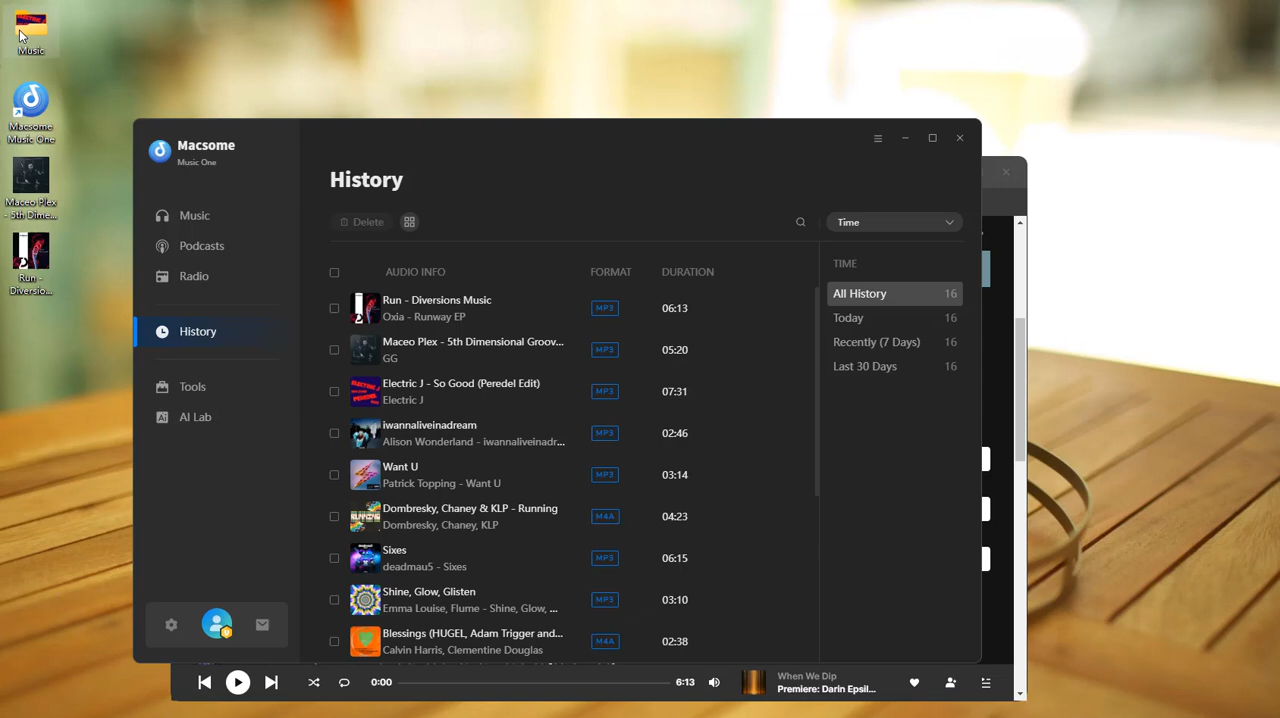 Music
Macsome
Music One
Maceo Plex
- 5th Dime...
Run -
Diversio...
Macsome
Music One
Music
Podcasts
Radio
History
Tools
AI Lab
History
Delete
Time
AUDIO INFO
FORMAT
DURATION
Run - Diversions Music
Oxia - Runway EP
MP3
06:13
Maceo Plex - 5th Dimensional Groov...
GG
MP3
05:20
Electric J - So Good (Peredel Edit)
Electric J
MP3
07:31
iwannaliveinadream
Alison Wonderland - iwannaliveinadr...
MP3
02:46
Want U
Patrick Topping - Want U
MP3
03:14
Dombresky, Chaney & KLP - Running
Dombresky, Chaney, KLP
M4A
04:23
Sixes
deadmau5 - Sixes
MP3
06:15
Shine, Glow, Glisten
Emma Louise, Flume - Shine, Glow, ...
MP3
03:10
Blessings (HUGEL, Adam Trigger and...
Calvin Harris, Clementine Douglas
M4A
02:38
TIME
All History 16
Today 16
Recently (7 Days) 16
Last 30 Days 16
0:00
6:13
When We Dip
Premiere: Darin Epsil...